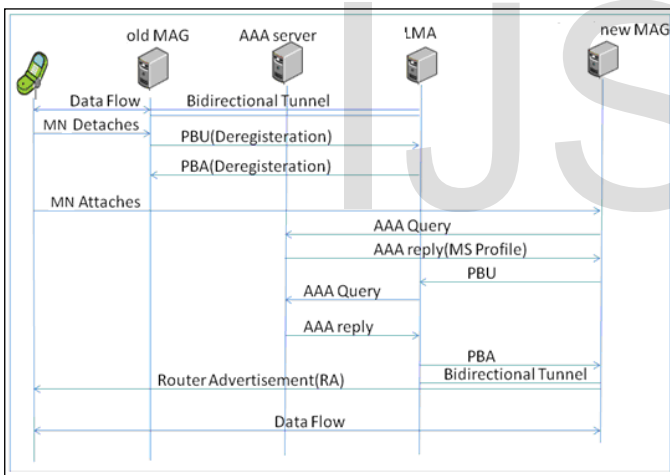 old MAG
AAA server
LMA
new MAG
Data Flow
Bidirectional Tunnel
MN Detaches
PBU(Deregisteration)
PBA(Deregisteration)
MN Attaches
AAA Query
AAA reply(MS Profile)
PBU
AAA Query
AAA reply
PBA
Bidirectional Tunnel
Router Advertisement(RA)
Data Flow
IJS